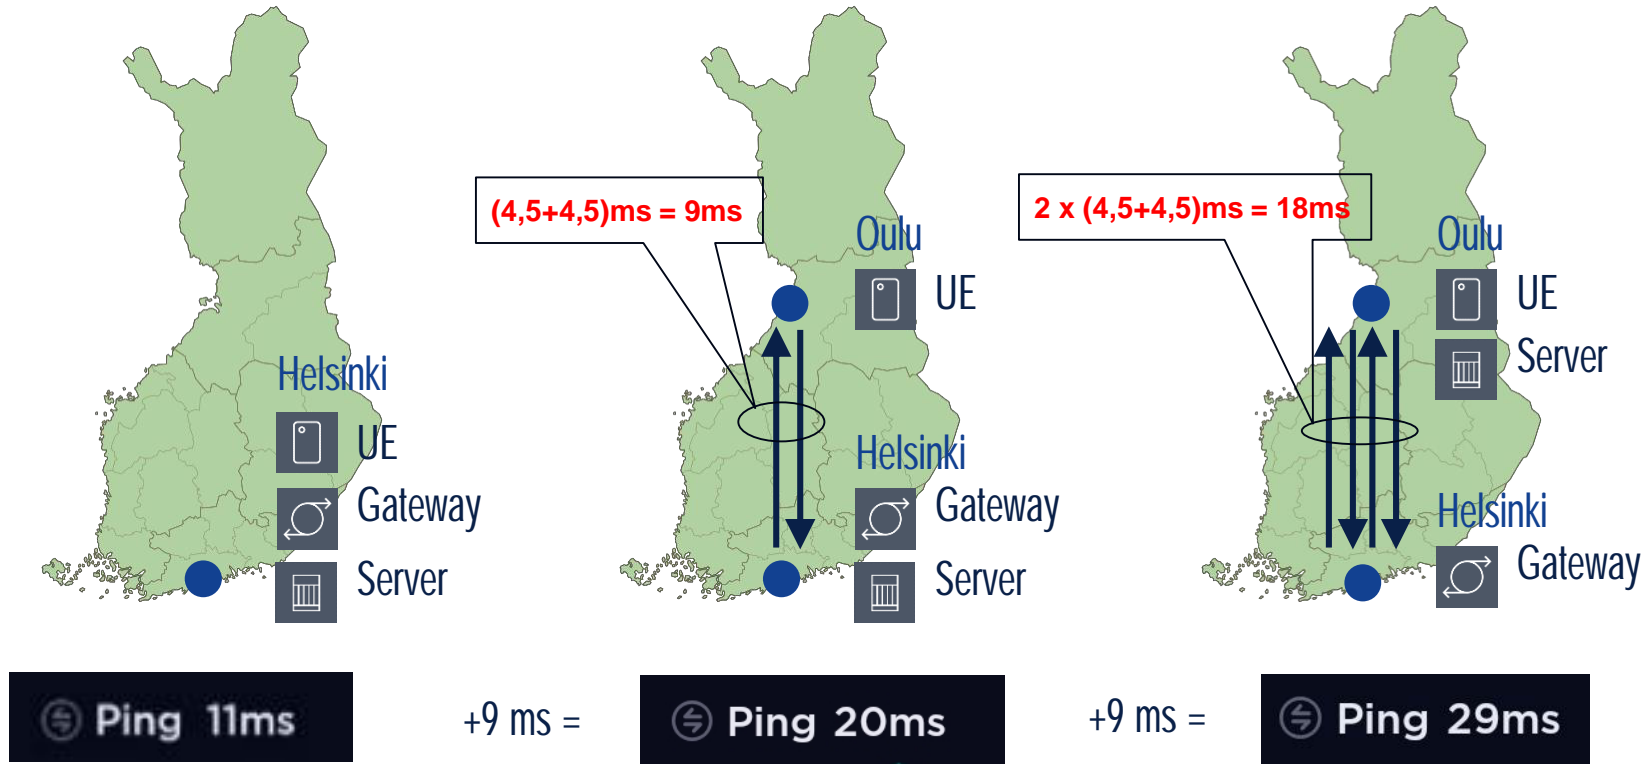 Helsinki
UE
Gateway
Server
Ping 11ms
(4,5+4,5)ms = 9ms
Oulu
UE
Helsinki
Gateway
Server
+9 ms =
Ping 20ms
2 x (4,5+4,5)ms = 18ms
Oulu
UE
Server
Helsinki
Gateway
+9 ms =
Ping 29ms